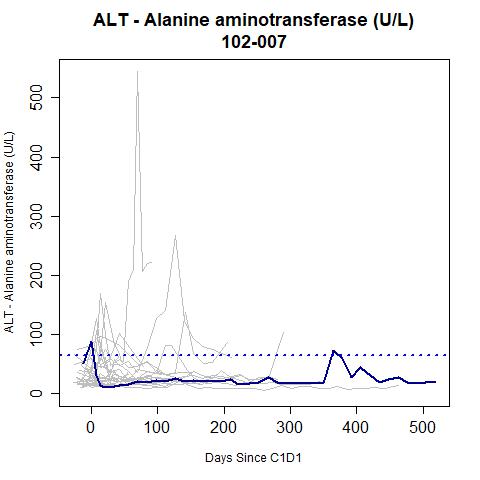 ALT - Alanine aminotransferase (U/L)
102-007
ALT - Alanine aminotransferase (U/L)
500
400
300
200
100
0
0 100 200 300 400 500
Days Since C1D1